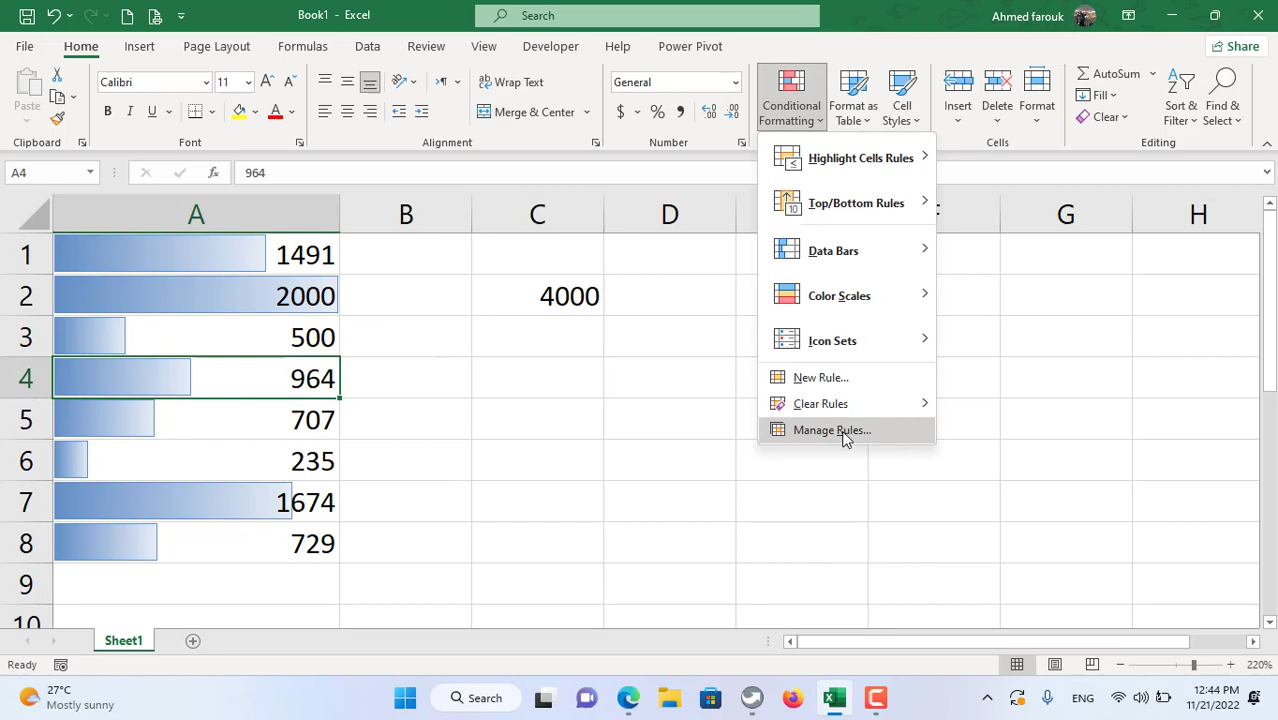 Book1 - Excel
Search
Ahmed farouk
File
Home
Insert
Page Layout
Formulas
Data
Review
View
Developer
Help
Power Pivot
Share
Paste
Calibri
11
B I U
A
Wrap Text
Merge & Center
General
$ %
Conditional Formatting
Format as Table
Cell Styles
Insert
Delete
Format
AutoSum
Fill
Clear
Sort & Filter
Find & Select
Clipboard
Font
Alignment
Number
Cells
Editing
A4
fx
964
Highlight Cells Rules
Top/Bottom Rules
Data Bars
Color Scales
Icon Sets
New Rule...
Clear Rules
Manage Rules...
A B C D F G H
1 1491
2 2000 4000
3 500
4 964
5 707
6 235
7 1674
8 729
9
10
Sheet1
Ready
220%
27°C
Mostly sunny
Search
ENG
12:44 PM
11/21/2022